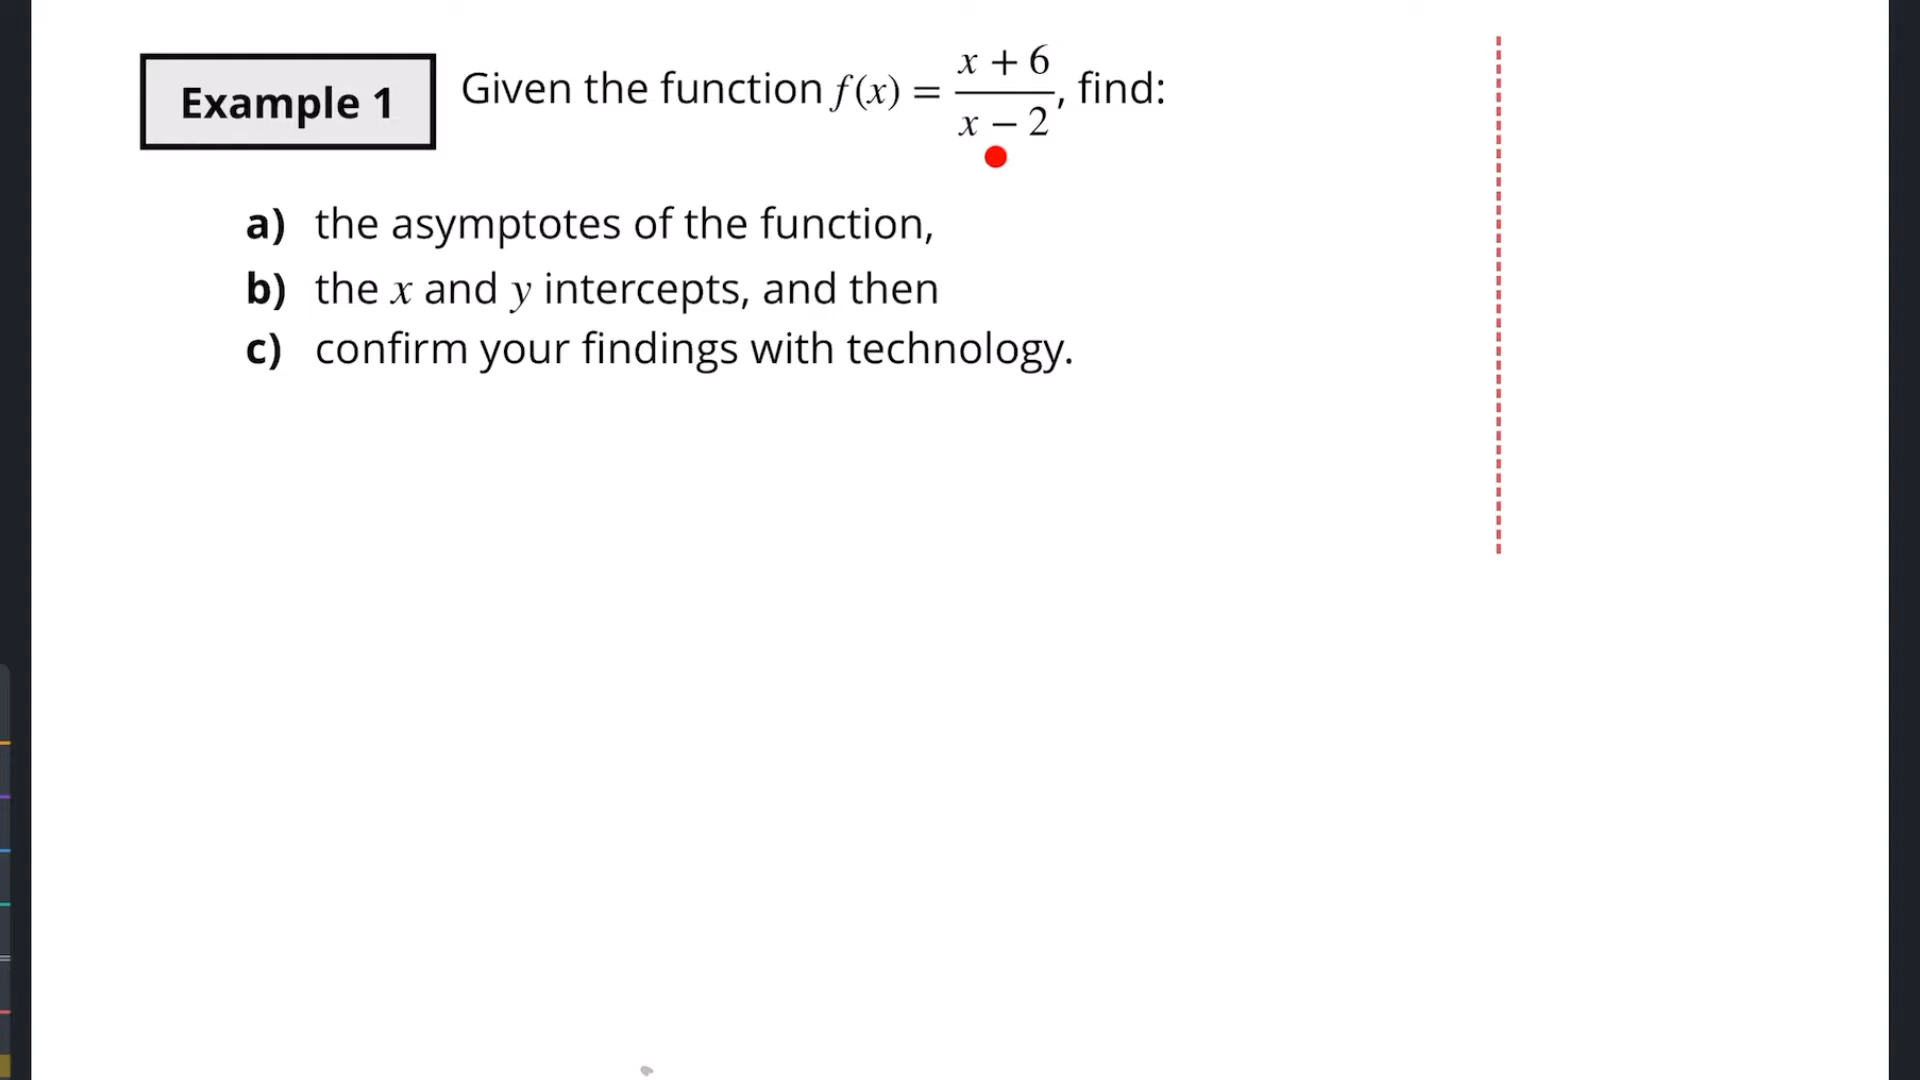 Example 1 Given the function f(x) = \frac{x + 6}{x − 2}, find:
a) the asymptotes of the function,
b) the x and y intercepts, and then
c) confirm your findings with technology.